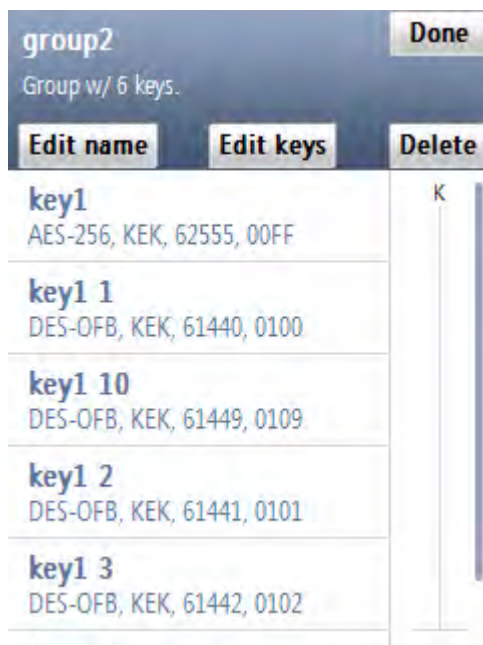 group2
Done
Group w/ 6 keys.
Edit name
Edit keys
Delete
K
key1
AES-256, KEK, 62555, 00FF
key1 1
DES-OFB, KEK, 61440, 0100
key1 10
DES-OFB, KEK, 61449, 0109
key1 2
DES-OFB, KEK, 61441, 0101
key1 3
DES-OFB, KEK, 61442, 0102